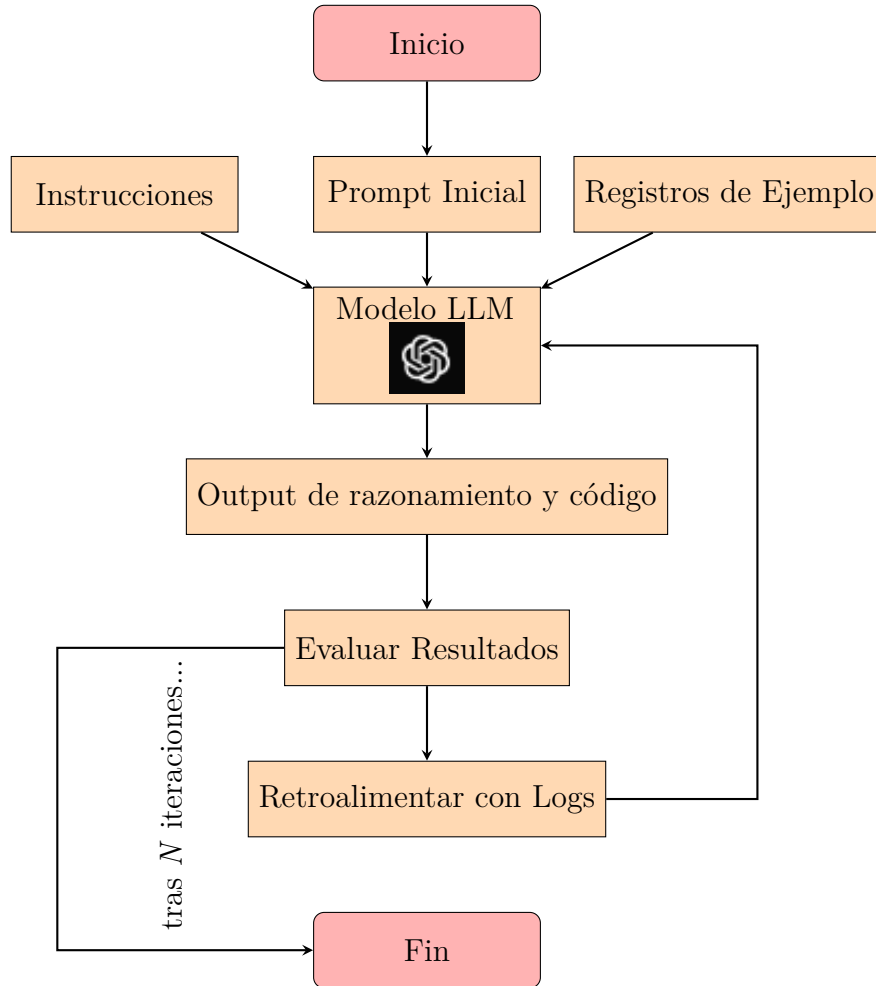 Inicio
Instrucciones
Prompt Inicial
Registros de Ejemplo
Modelo LLM
Output de razonamiento y código
Evaluar Resultados
tras N iteraciones...
Retroalimentar con Logs
Fin